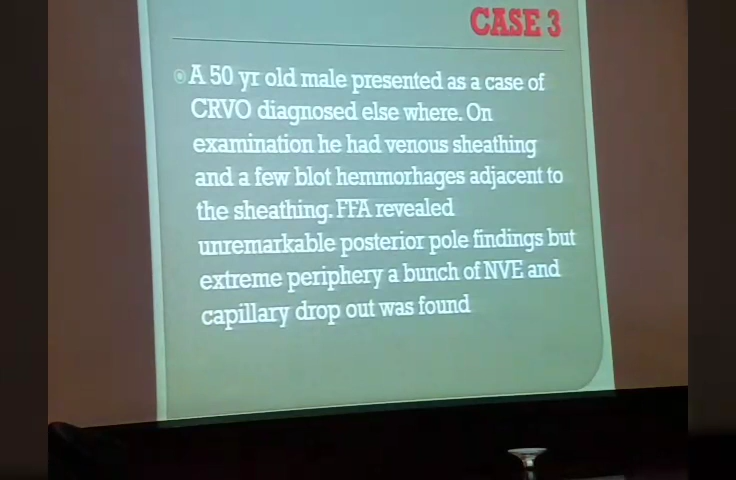 CASE 3
A 50 yr old male presented as a case of
CRVO diagnosed else where. On
examination he had venous sheathing
and a few blot hemmorhages adjacent to
the sheathing. FFA revealed
unremarkable posterior pole findings but
extreme periphery a bunch of NVE and
capillary drop out was found